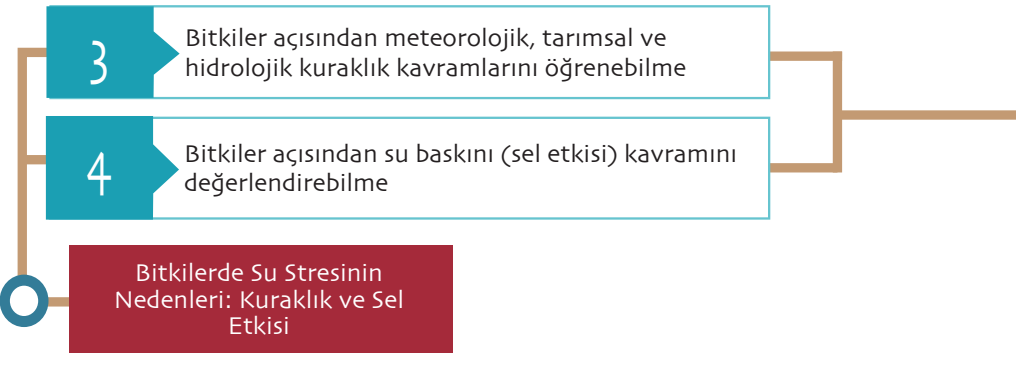 3
Bitkiler açısından meteorolojik, tarımsal ve
hidrolojik kuraklık kavramlarını öğrenebilme
4
Bitkiler açısından su baskını (sel etkisi) kavramını
değerlendirebilme
Bitkilerde Su Stresinin
Nedenleri: Kuraklık ve Sel
Etkisi